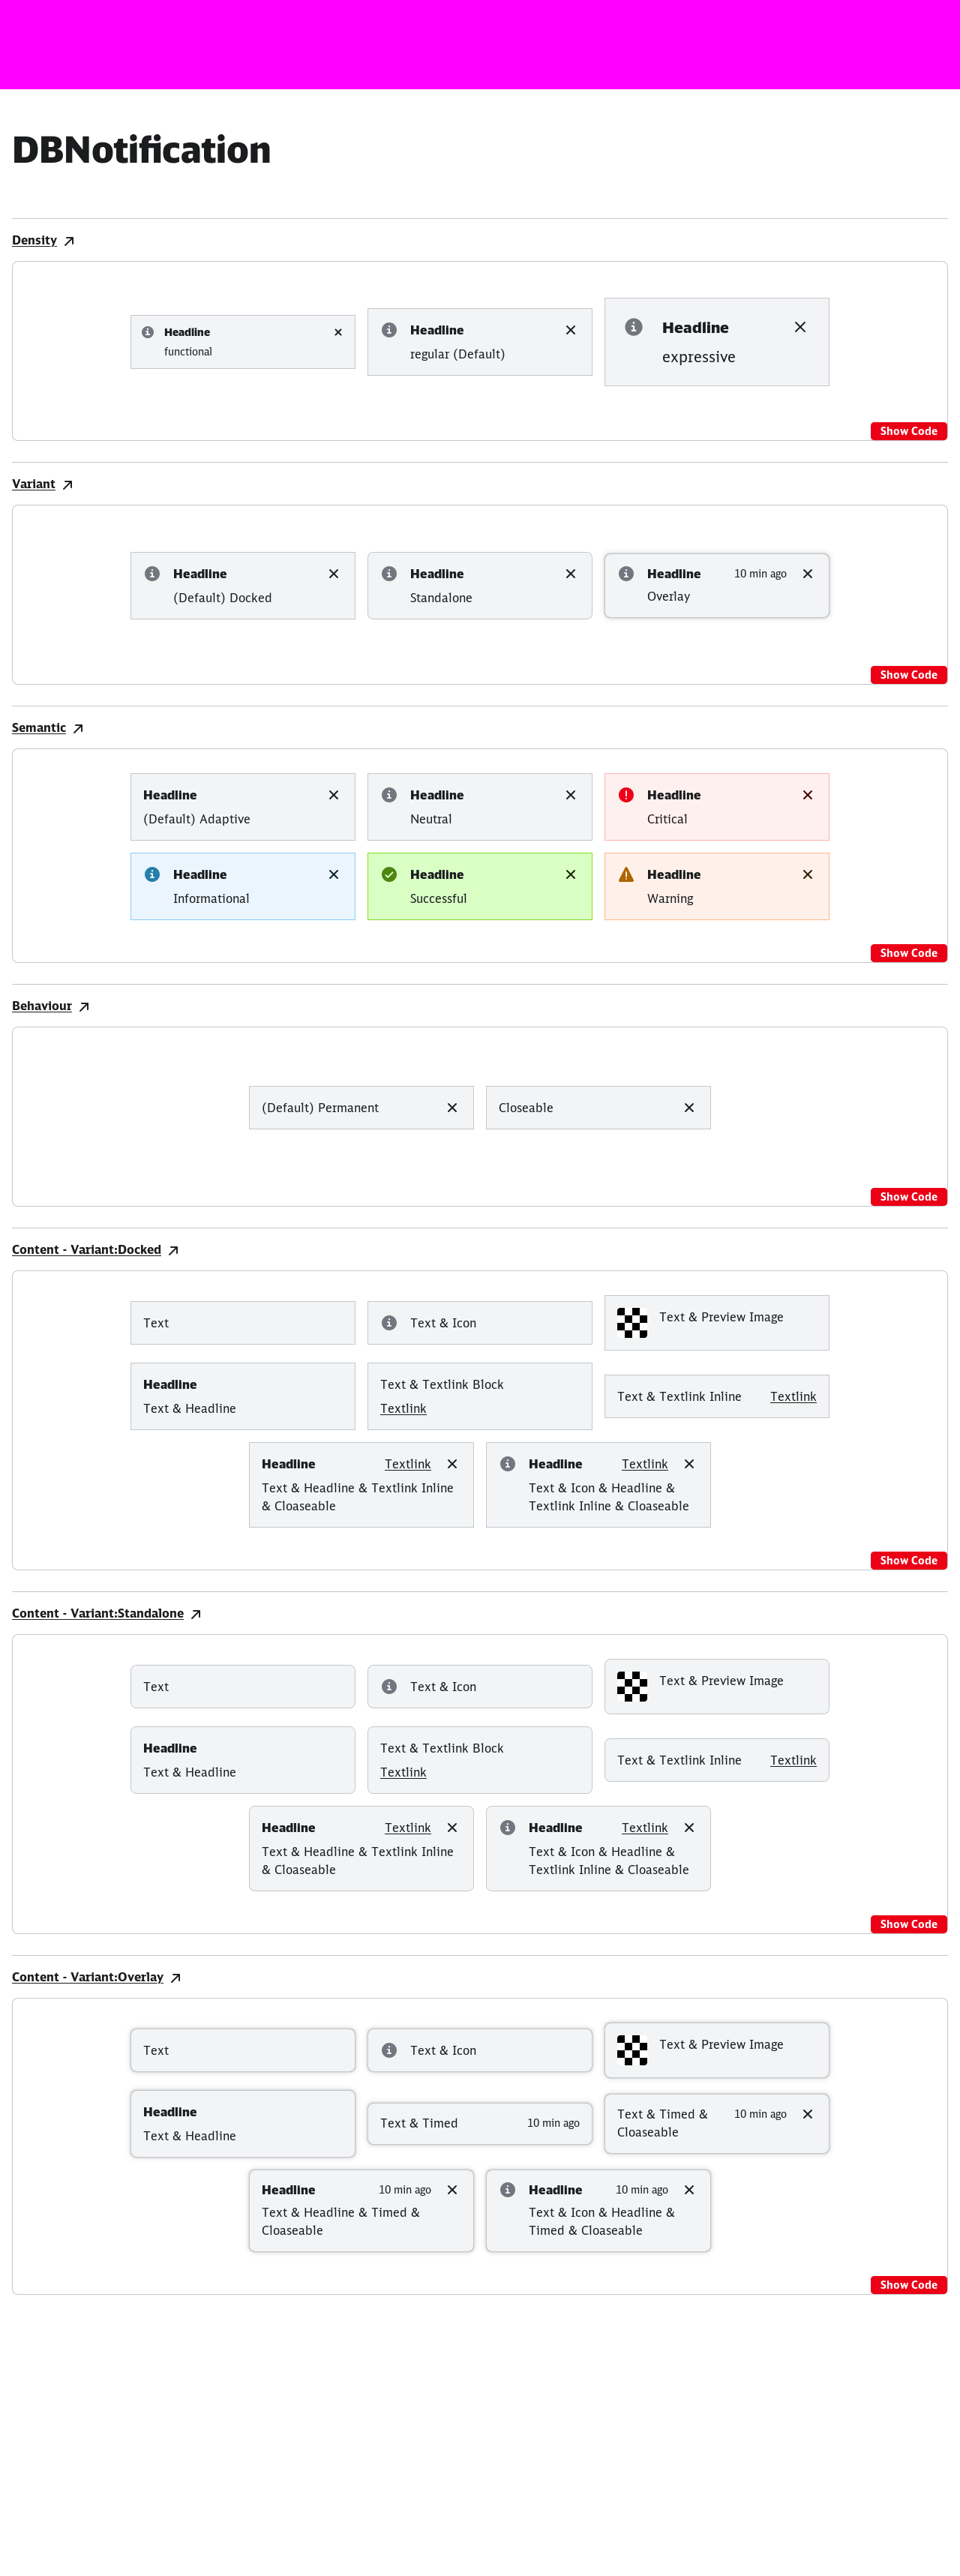 DBNotification
Density
Headline
functional
Headline
regular (Default)
Headline
expressive
Show Code
Variant
Headline
(Default) Docked
Headline
Standalone
Headline 10 min ago
Overlay
Show Code
Semantic
Headline
(Default) Adaptive
Headline
Neutral
Headline
Critical
Headline
Informational
Headline
Successful
Headline
Warning
Show Code
Behaviour
(Default) Permanent
Closeable
Show Code
Content - Variant:Docked
Text
Text & Icon
Text & Preview Image
Headline
Text & Headline
Text & Textlink Block
Textlink
Text & Textlink Inline Textlink
Headline Textlink
Text & Headline & Textlink Inline
& Cloaseable
Headline Textlink
Text & Icon & Headline &
Textlink Inline & Cloaseable
Show Code
Content - Variant:Standalone
Text
Text & Icon
Text & Preview Image
Headline
Text & Headline
Text & Textlink Block
Textlink
Text & Textlink Inline Textlink
Headline Textlink
Text & Headline & Textlink Inline
& Cloaseable
Headline Textlink
Text & Icon & Headline &
Textlink Inline & Cloaseable
Show Code
Content - Variant:Overlay
Text
Text & Icon
Text & Preview Image
Headline
Text & Headline
Text & Timed 10 min ago
Text & Timed & 10 min ago
Cloaseable
Headline 10 min ago
Text & Headline & Timed &
Cloaseable
Headline 10 min ago
Text & Icon & Headline &
Timed & Cloaseable
Show Code